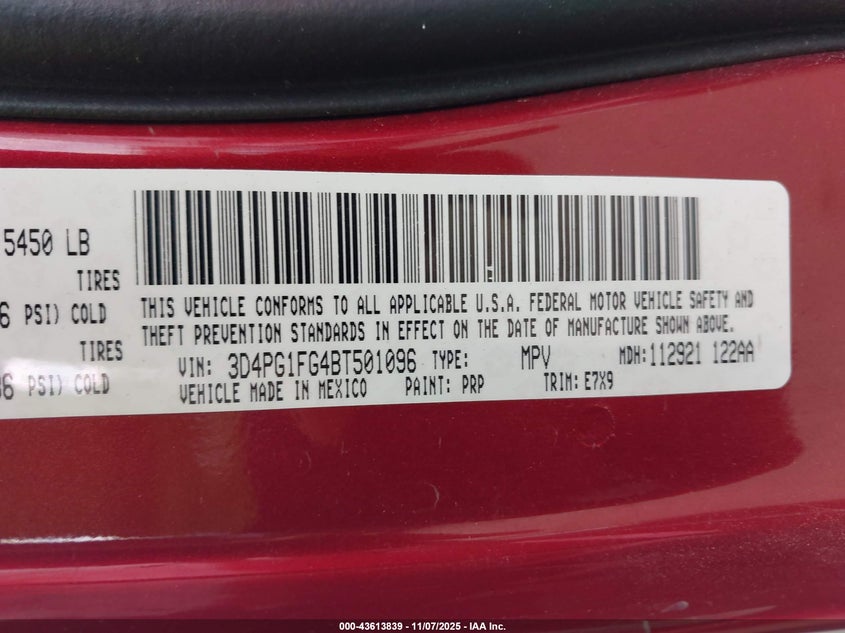 5450 LB
TIRES
6 PSI) COLD
TIRES
36 PSI) COLD
THIS VEHICLE CONFORMS TO ALL APPLICABLE U.S.A. FEDERAL MOTOR VEHICLE SAFETY AND
THEFT PREVENTION STANDARDS IN EFFECT ON THE DATE OF MANUFACTURE SHOWN ABOVE.
VIN: 3D4PG1FG4BT501096 TYPE: MPV MDH:112921 122AA
VEHICLE MADE IN MEXICO PAINT: PRP TRIM:E7X9
000-43613839 - 11/07/2025 - IAA Inc.